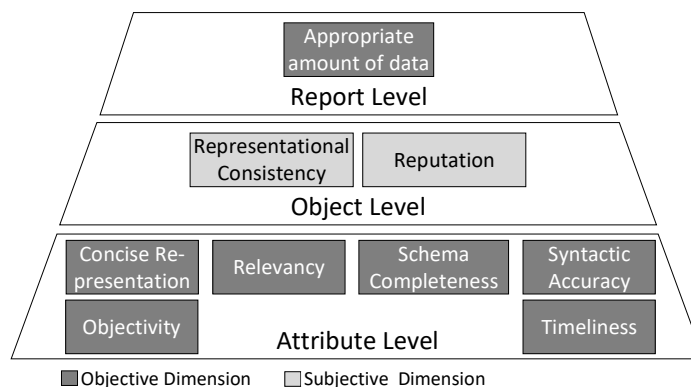 Appropriate
amount of data
Report Level
Representational
Consistency
Reputation
Object Level
Concise Re-
presentation
Relevancy
Schema
Completeness
Syntactic
Accuracy
Objectivity
Timeliness
Attribute Level
Objective Dimension
Subjective Dimension